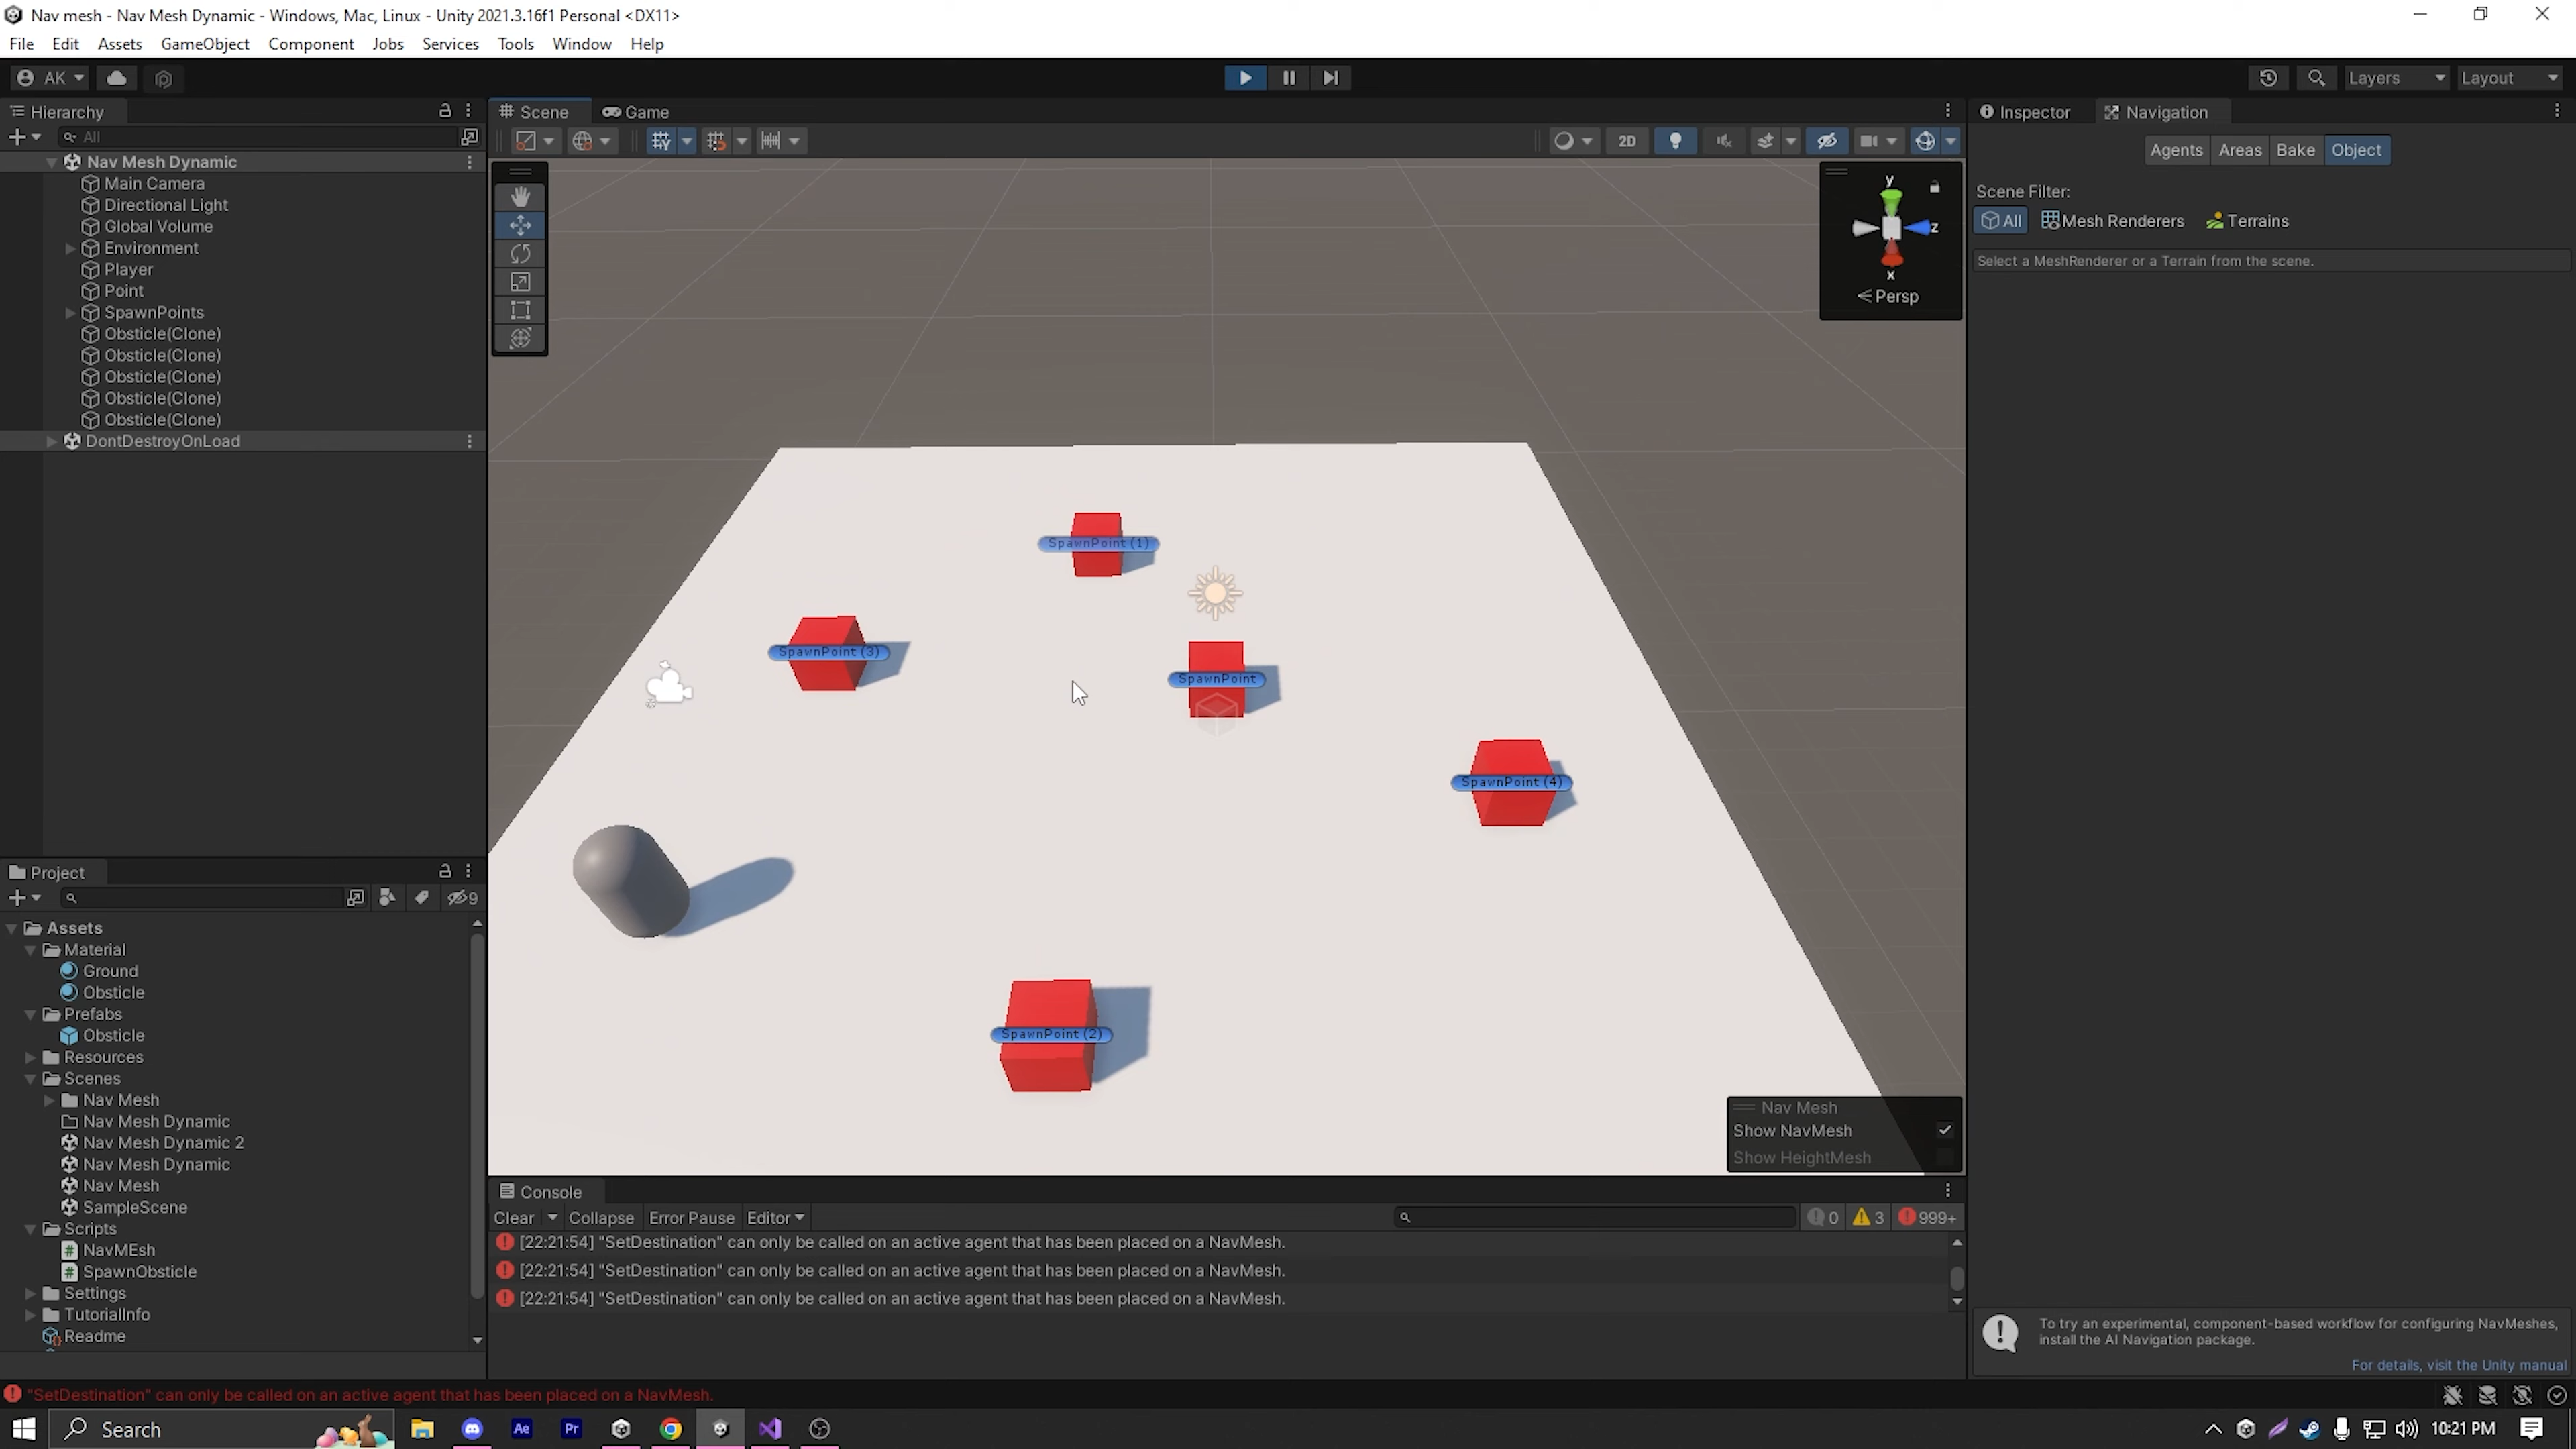 Nav mesh - Nav Mesh Dynamic - Windows, Mac, Linux - Unity 2021.3.16f1 Personal <DX11>
File Edit Assets GameObject Component Jobs Services Tools Window Help
AK Layers Layout
Hierarchy
All
Nav Mesh Dynamic
Main Camera
Directional Light
Global Volume
Environment
Player
Point
SpawnPoints
Obsticle(Clone)
Obsticle(Clone)
Obsticle(Clone)
Obsticle(Clone)
Obsticle(Clone)
DontDestroyOnLoad
Project
9
Assets
Material
Ground
Obsticle
Prefabs
Obsticle
Resources
Scenes
Nav Mesh
Nav Mesh Dynamic
Nav Mesh Dynamic 2
Nav Mesh Dynamic
Nav Mesh
SampleScene
Scripts
NavMEsh
SpawnObsticle
Settings
TutorialInfo
Readme
Scene Game
2D
y
z
x
Persp
SpawnPoint (1)
SpawnPoint (3)
SpawnPoint
SpawnPoint (4)
SpawnPoint (2)
Nav Mesh
Show NavMesh
Show HeightMesh
Console
Clear Collapse Error Pause Editor 0 3 999+
[22:21:54] "SetDestination" can only be called on an active agent that has been placed on a NavMesh.
[22:21:54] "SetDestination" can only be called on an active agent that has been placed on a NavMesh.
[22:21:54] "SetDestination" can only be called on an active agent that has been placed on a NavMesh.
Inspector Navigation
Agents Areas Bake Object
Scene Filter:
All Mesh Renderers Terrains
Select a MeshRenderer or a Terrain from the scene.
To try an experimental, component-based workflow for configuring NavMeshes,
install the AI Navigation package.
For details, visit the Unity manual
"SetDestination" can only be called on an active agent that has been placed on a NavMesh.
Search Ae Pr 10:21 PM